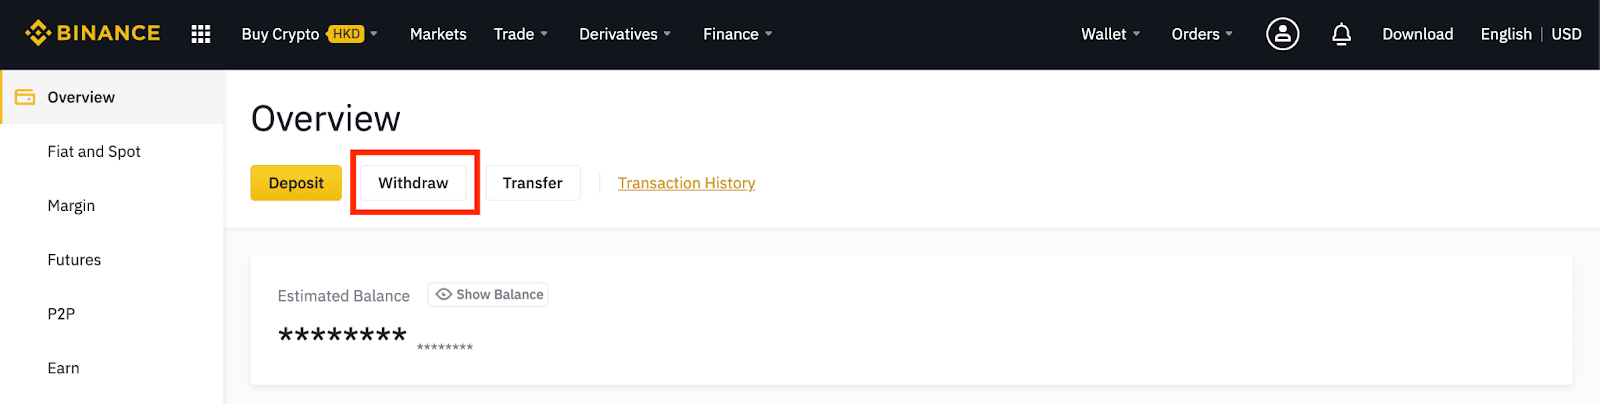 BINANCE Buy Crypto HKD Markets Trade Derivatives Finance Wallet Orders Download English | USD
Overview
Fiat and Spot
Margin
Futures
P2P
Earn
Overview
Deposit Withdraw Transfer Transaction History
Estimated Balance Show Balance
******** ********